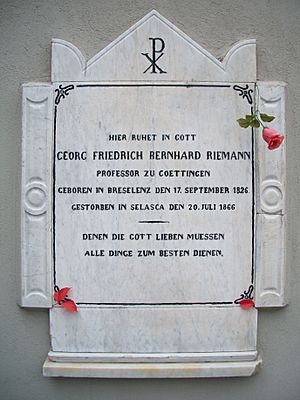 HIER RUHET IN GOTT
GEORG FRIEDRICH BERNHARD RIEMANN
PROFESSOR ZU GOETTINGEN
GEBOREN IN BRESELENZ DEN 17. SEPTEMBER 1826
GESTORBEN IN SELASCA DEN 20. JULI 1866
DENEN DIE GOTT LIEBEN MUESSEN
ALLE DINGE ZUM BESTEN DIENEN.